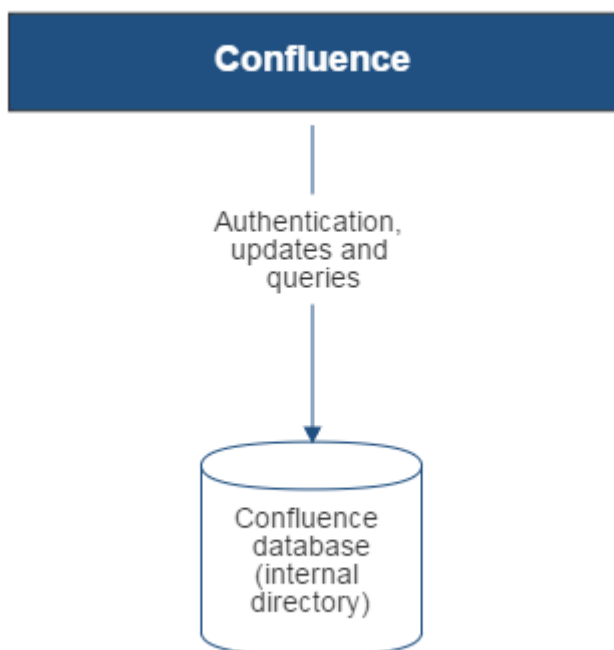 Confluence
Authentication,
updates and
queries
Confluence
database
(internal
directory)